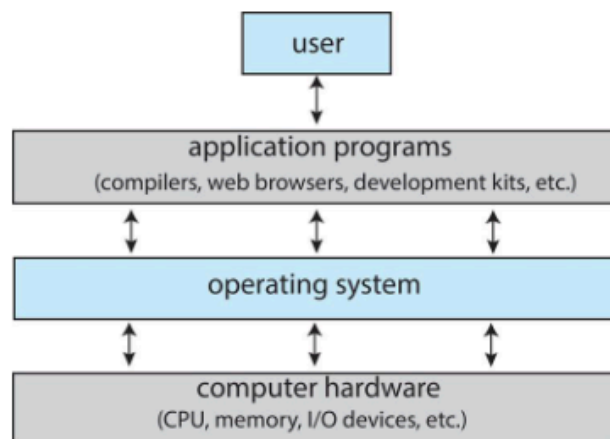 user
application programs
(compilers, web browsers, development kits, etc.)
operating system
computer hardware
(CPU, memory, I/O devices, etc.)